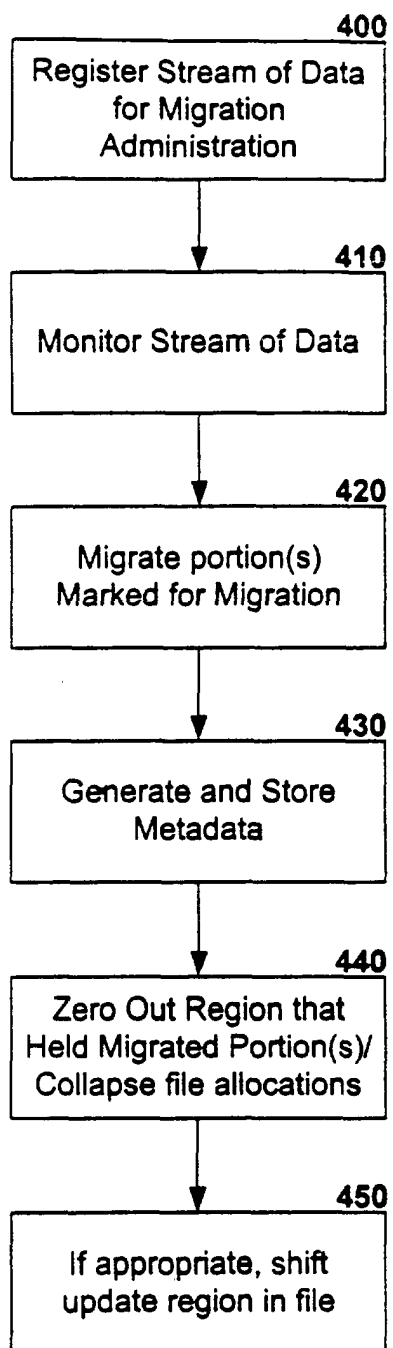 400
Register Stream of Data
for Migration
Administration
410
Monitor Stream of Data
420
Migrate portion(s)
Marked for Migration
430
Generate and Store
Metadata
440
Zero Out Region that
Held Migrated Portion(s)/
Collapse file allocations
450
If appropriate, shift
update region in file